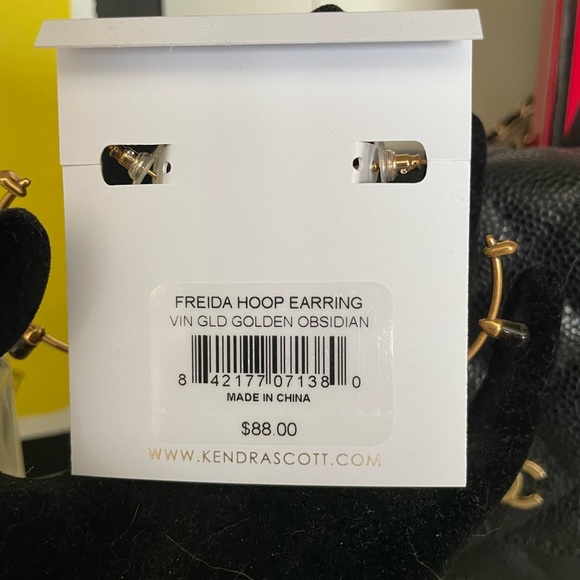 FREIDA HOOP EARRING
VIN GLD GOLDEN OBSIDIAN
8 42177 07138 0
MADE IN CHINA
$88.00
WWW.KENDRASCOTT.COM